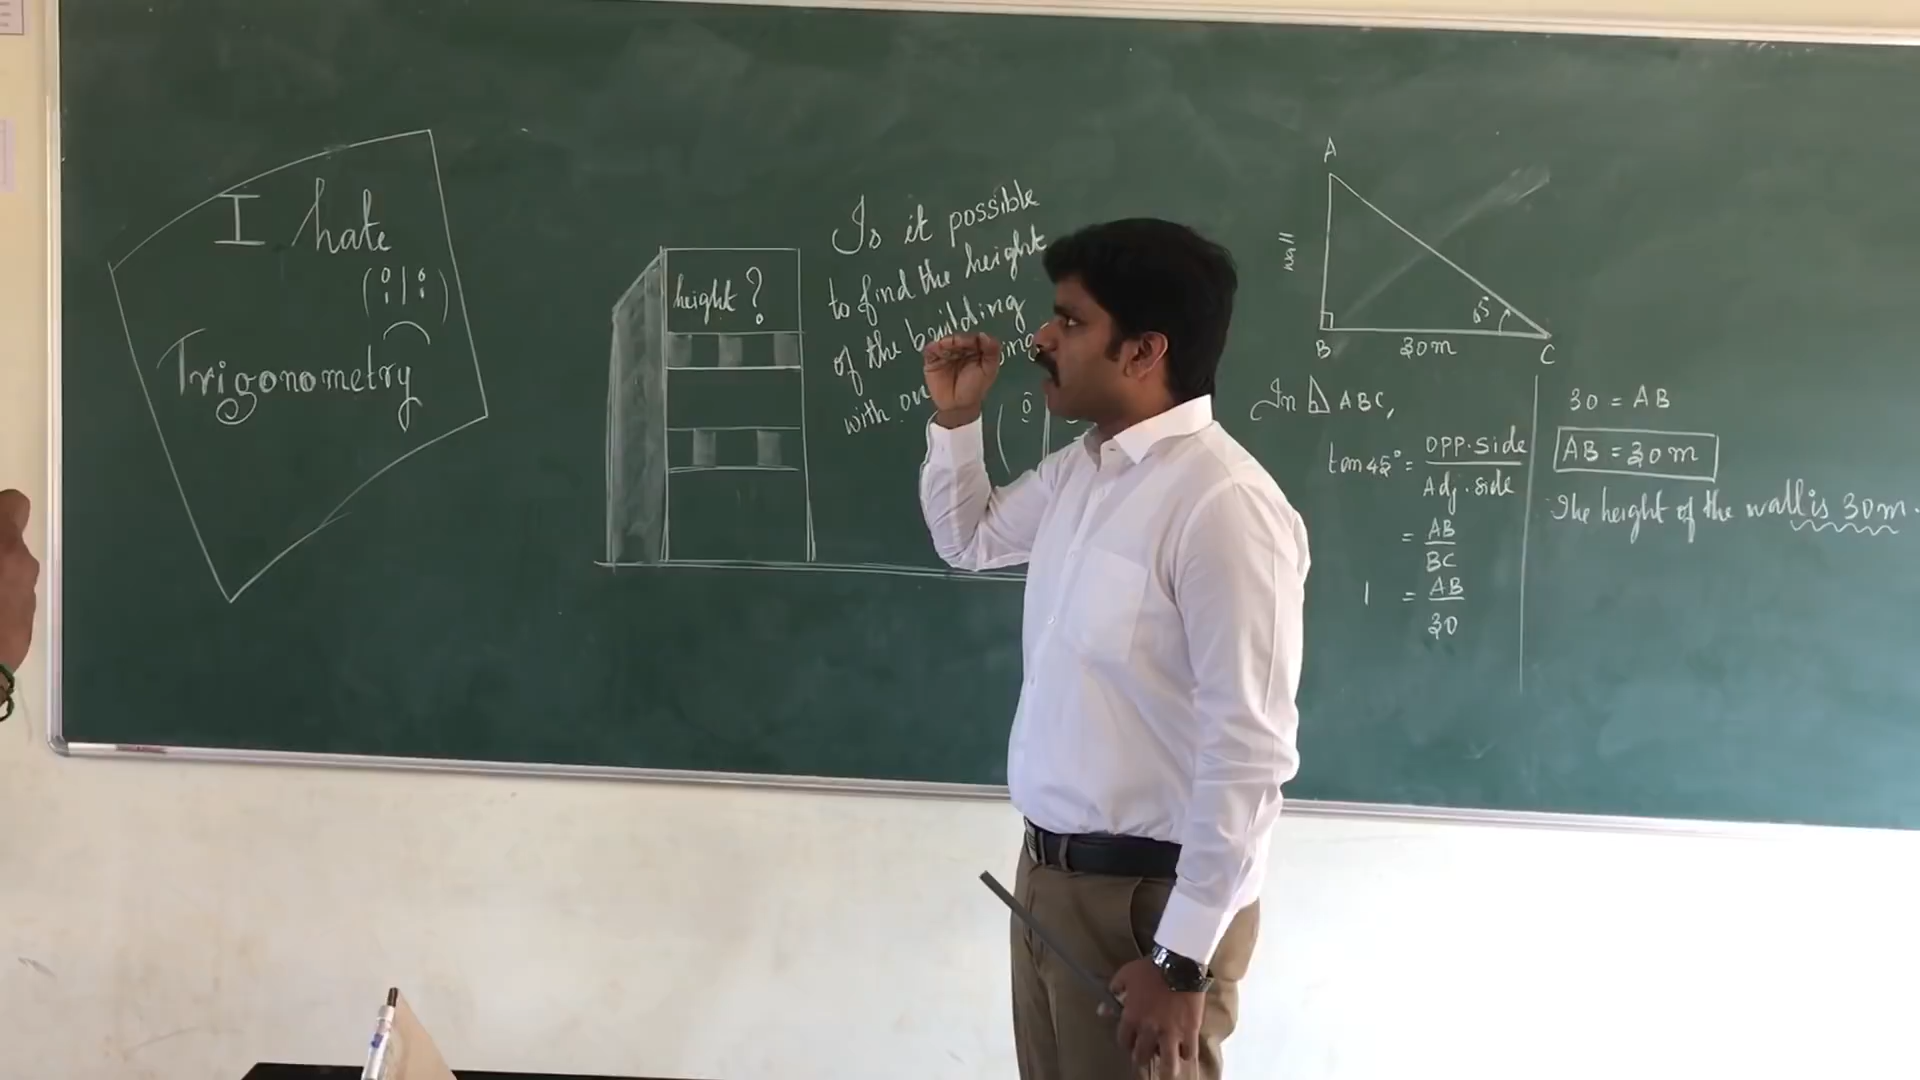 I hate
Trigonometry
height ?
Is it possible
to find the height
of the building
with
A
wall
B
30m
C
In ABC,
tan 45° = Opp. side / Adj. side
= AB / BC
1 = AB / 30
30 = AB
AB = 30m
The height of the wall is 30m.